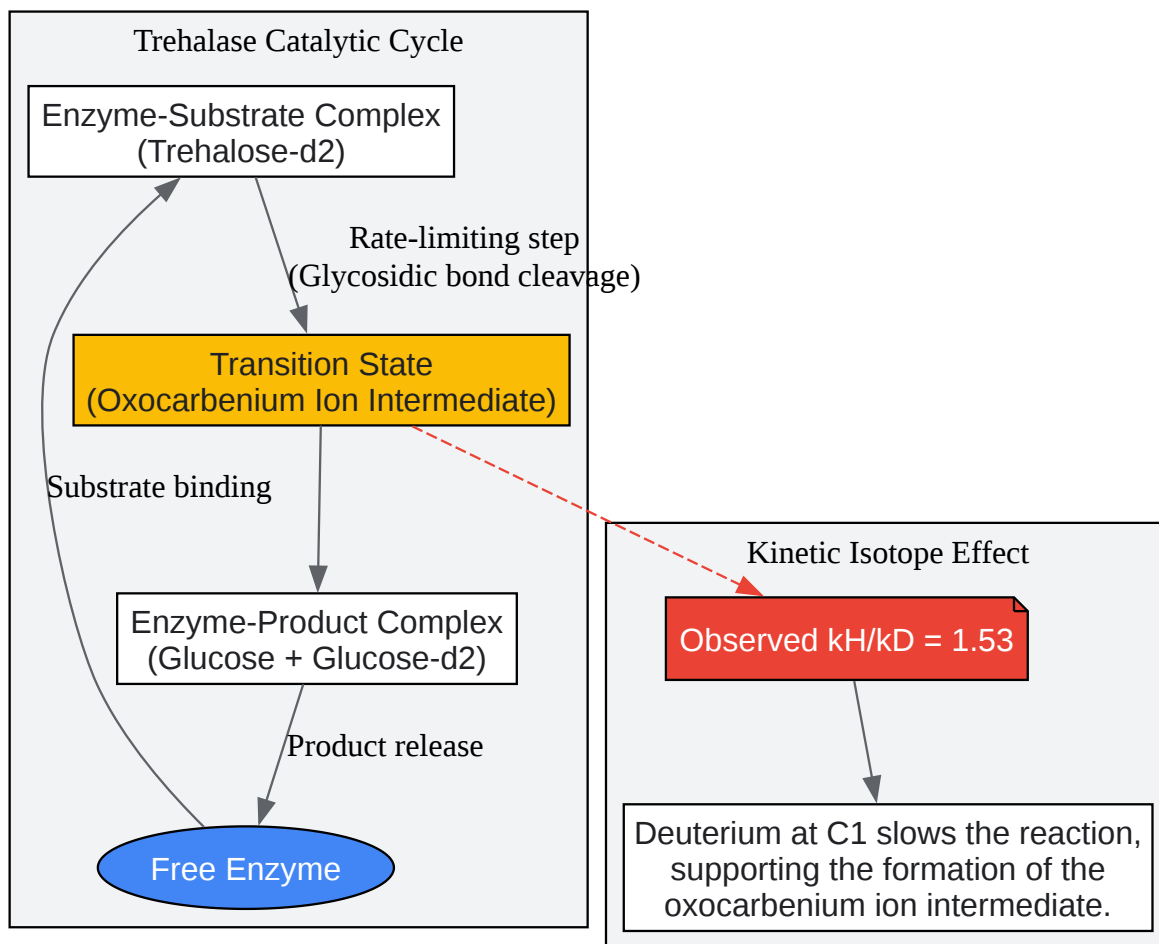 Trehalase Catalytic Cycle
Enzyme-Substrate Complex
(Trehalose-d2)
Rate-limiting step
(Glycosidic bond cleavage)
Transition State
(Oxocarbenium Ion Intermediate)
Substrate binding
Enzyme-Product Complex
(Glucose + Glucose-d2)
Product release
Free Enzyme
Kinetic Isotope Effect
Observed kH/kD = 1.53
Deuterium at C1 slows the reaction,
supporting the formation of the
oxocarbenium ion intermediate.